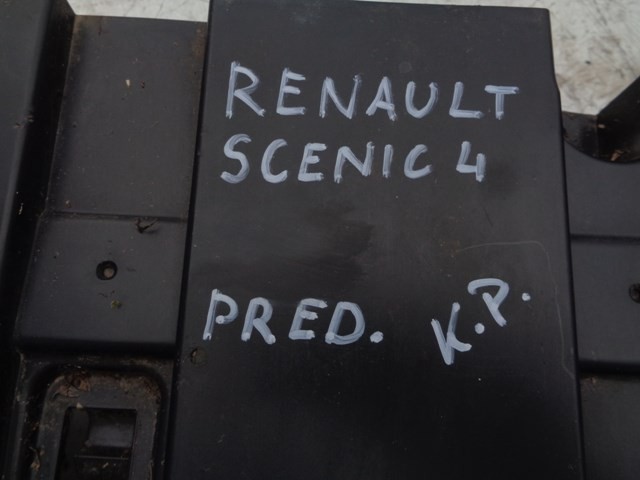 RENAULT
SCENIC 4
PRED. K.P.